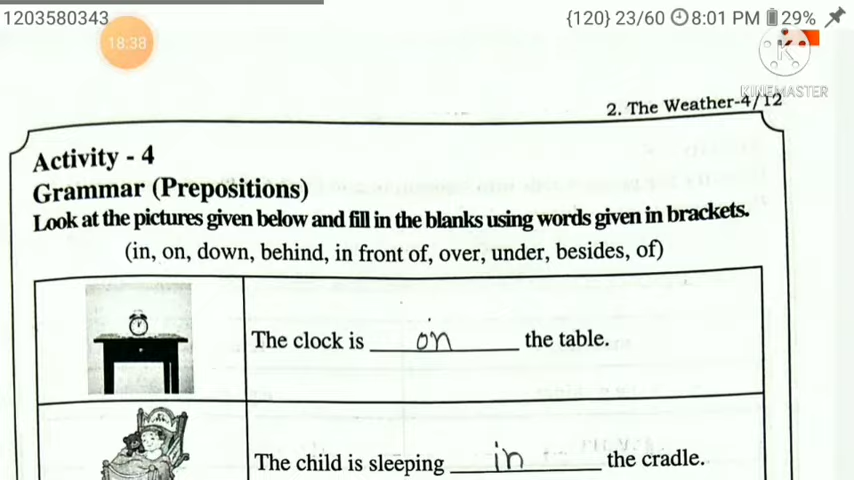 1203580343
{120} 23/60 8:01 PM 29%
18:38
KINEMASTER
2. The Weather-4/12
Activity - 4
Grammar (Prepositions)
Look at the pictures given below and fill in the blanks using words given in brackets.
(in, on, down, behind, in front of, over, under, besides, of)
The clock is on the table.
The child is sleeping in the cradle.